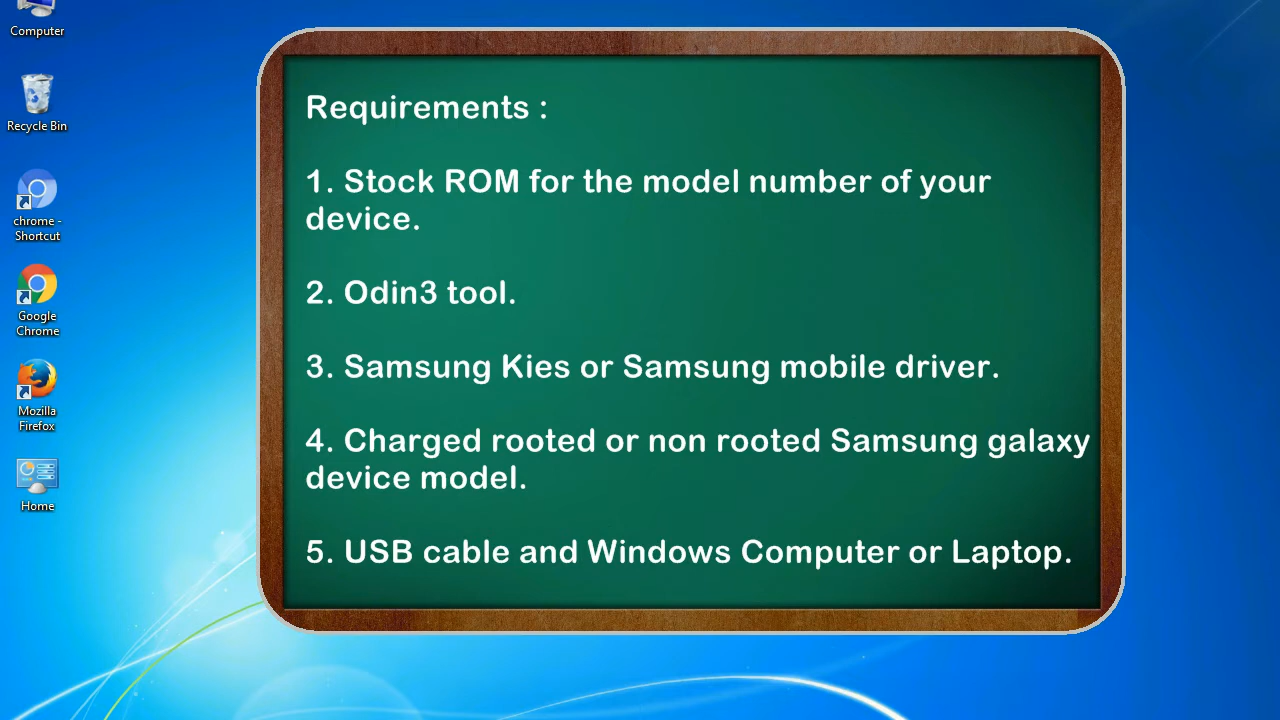 Computer
Recycle Bin
chrome -
Shortcut
Google
Chrome
Mozilla
Firefox
Home
Requirements :
1. Stock ROM for the model number of your
device.
2. Odin3 tool.
3. Samsung Kies or Samsung mobile driver.
4. Charged rooted or non rooted Samsung galaxy
device model.
5. USB cable and Windows Computer or Laptop.